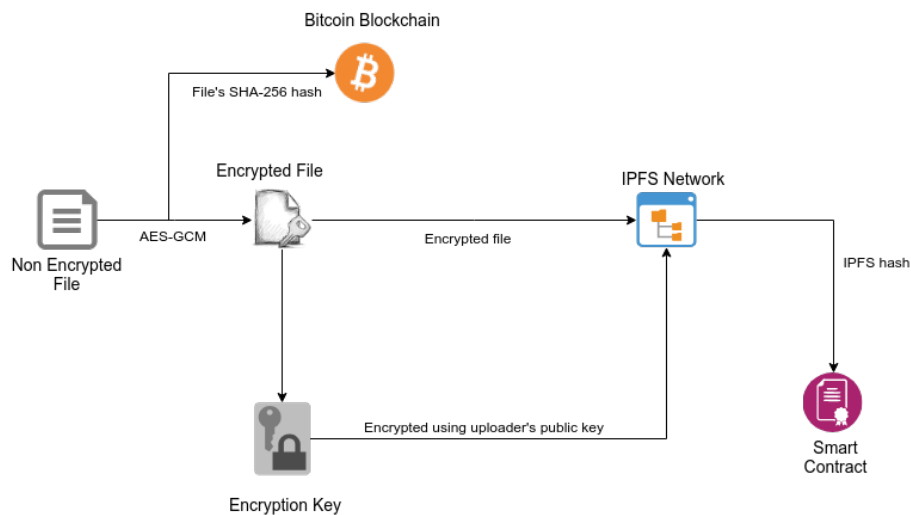 Bitcoin Blockchain
File's SHA-256 hash
Encrypted File
IPFS Network
AES-GCM
Encrypted file
Non Encrypted
File
IPFS hash
Encrypted using uploader's public key
Smart
Contract
Encryption Key